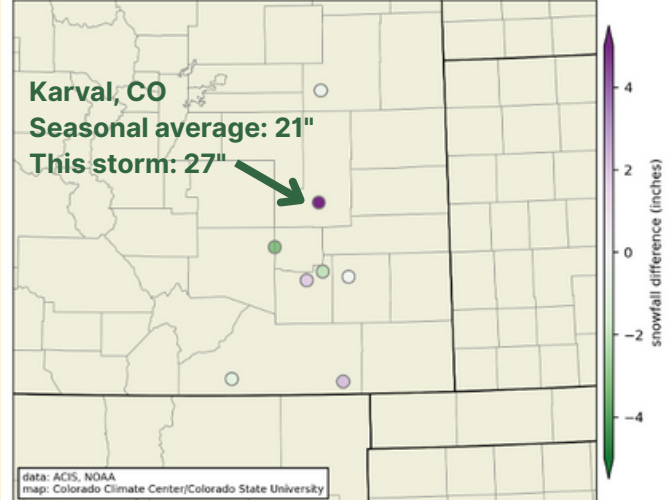 Karval, CO
Seasonal average: 21"
This storm: 27"
4
2
0
−2
−4
snowfall difference (inches)
data: ACIS, NOAA
map: Colorado Climate Center/Colorado State University